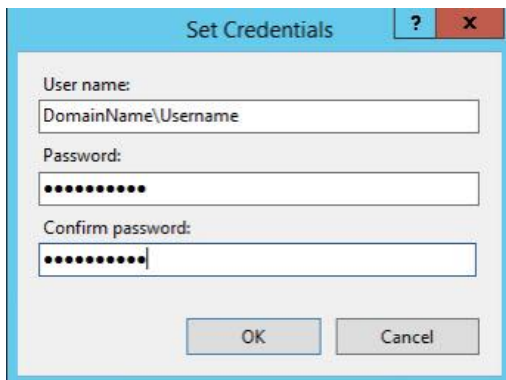 Set Credentials
? x
User name:
DomainName\Username
Password:
••••••••••
Confirm password:
••••••••••
OK Cancel